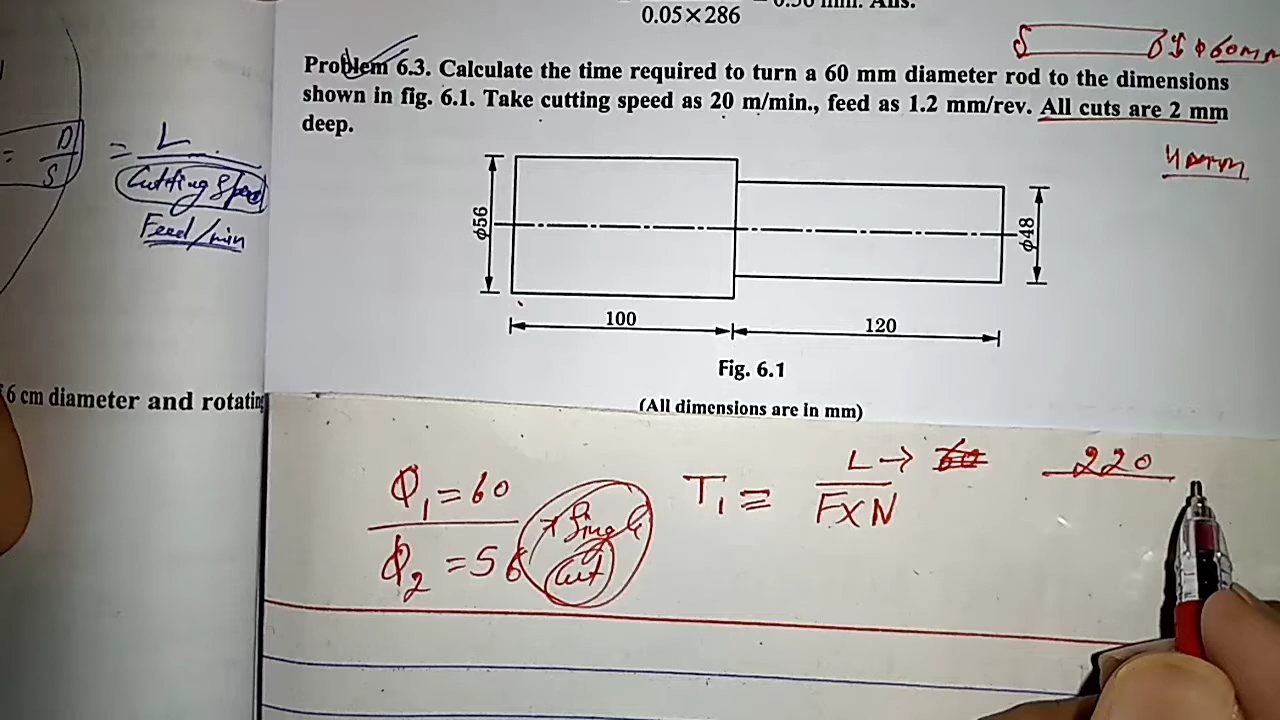 0.05×286
Ans.
Problem 6.3. Calculate the time required to turn a 60 mm diameter rod to the dimensions
shown in fig. 6.1. Take cutting speed as 20 m/min., feed as 1.2 mm/rev. All cuts are 2 mm
deep.
ϕ 60mm
4mm
= D/S = L
Cutting Speed
Feed/min
ϕ56
ϕ48
100
120
Fig. 6.1
(All dimensions are in mm)
6 cm diameter and rotating
Φ₁ = 60
Φ₂ = 56
Single
Cut
T₁ =
L →
F×N
220